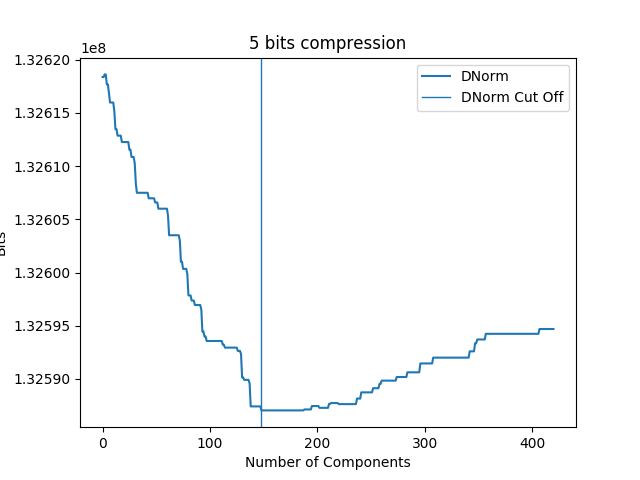 5 bits compression
1e8
1.32620
1.32615
1.32610
1.32605
1.32600
1.32595
1.32590
Bits
DNorm
DNorm Cut Off
0 100 200 300 400
Number of Components